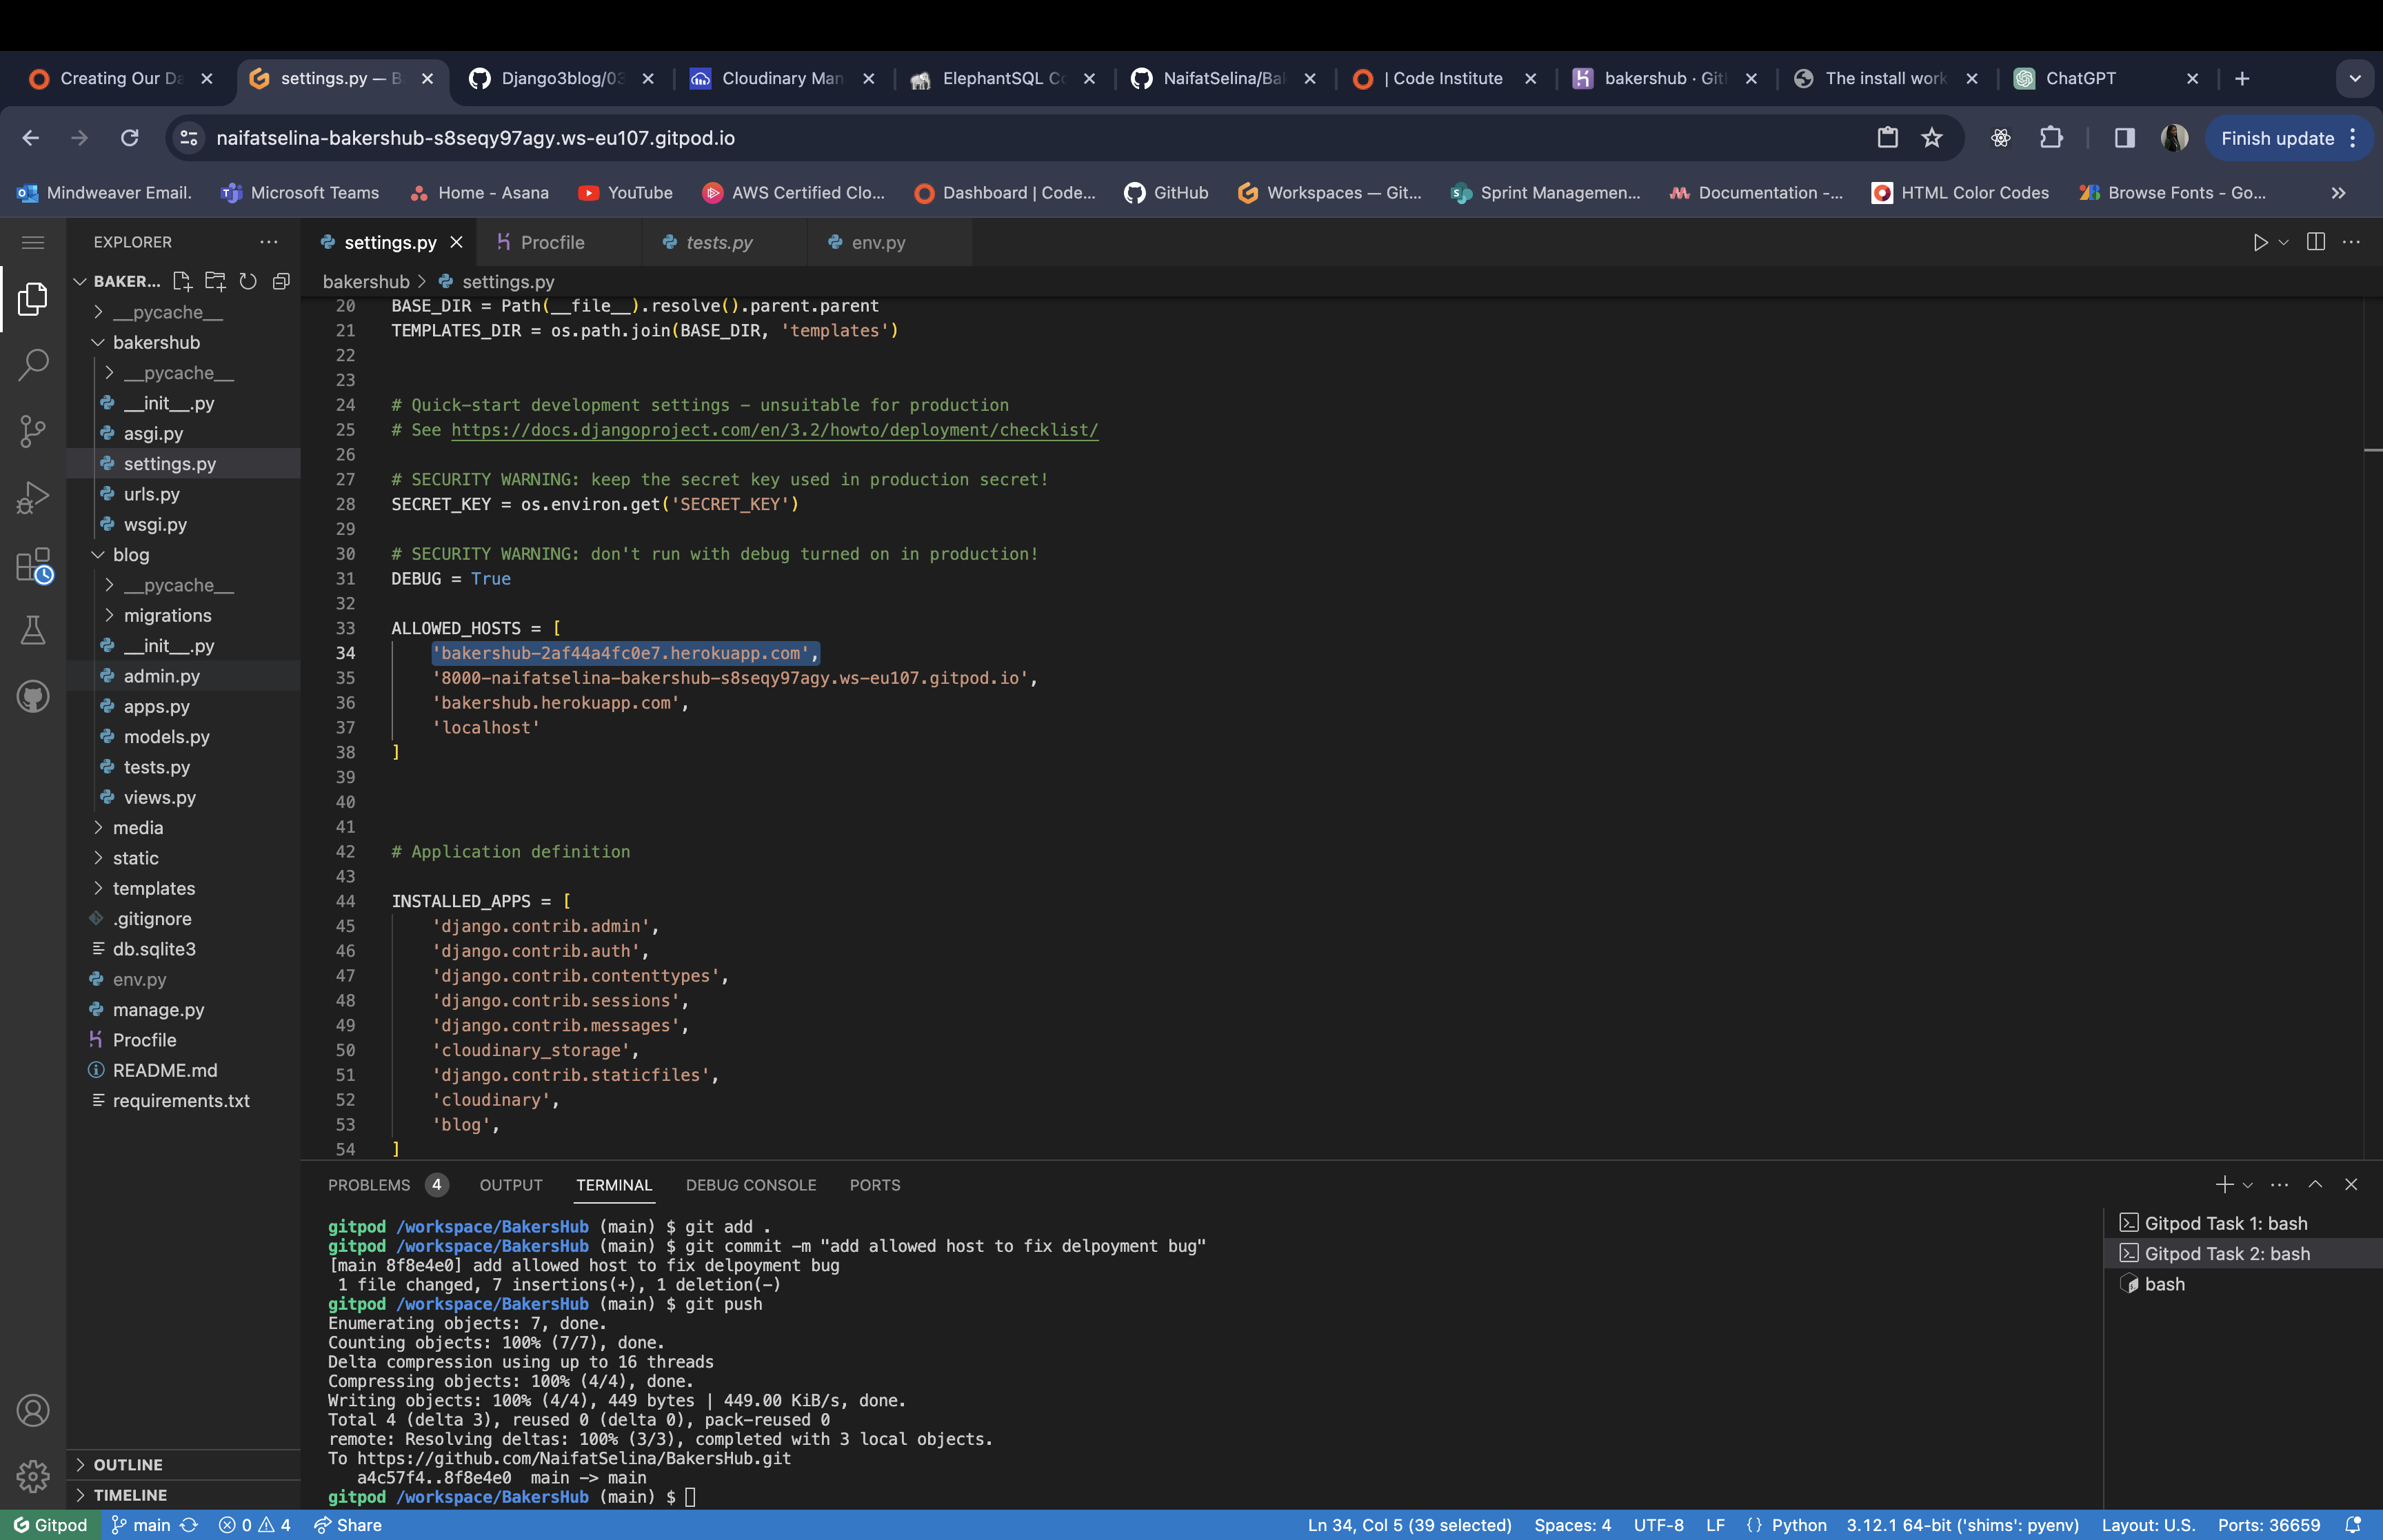 Creating Our Da
settings.py — B
Django3blog/03
Cloudinary Man
ElephantSQL Co
NaifatSelina/Bak
| Code Institute
bakershub · Git
The install work
ChatGPT
naifatselina-bakershub-s8seqy97agy.ws-eu107.gitpod.io
Finish update
Mindweaver Email.
Microsoft Teams
Home - Asana
YouTube
AWS Certified Clo...
Dashboard | Code...
GitHub
Workspaces — Git...
Sprint Managemen...
Documentation -...
HTML Color Codes
Browse Fonts - Go...
EXPLORER
BAKER...
__pycache__
bakershub
__pycache__
__init__.py
asgi.py
settings.py
urls.py
wsgi.py
blog
__pycache__
migrations
__init__.py
admin.py
apps.py
models.py
tests.py
views.py
media
static
templates
.gitignore
db.sqlite3
env.py
manage.py
Procfile
README.md
requirements.txt
OUTLINE
TIMELINE
settings.py
Procfile
tests.py
env.py
bakershub > settings.py
20 BASE_DIR = Path(__file__).resolve().parent.parent
21 TEMPLATES_DIR = os.path.join(BASE_DIR, 'templates')
22
23
24 # Quick-start development settings - unsuitable for production
25 # See https://docs.djangoproject.com/en/3.2/howto/deployment/checklist/
26
27 # SECURITY WARNING: keep the secret key used in production secret!
28 SECRET_KEY = os.environ.get('SECRET_KEY')
29
30 # SECURITY WARNING: don't run with debug turned on in production!
31 DEBUG = True
32
33 ALLOWED_HOSTS = [
34 'bakershub-2af44a4fc0e7.herokuapp.com',
35 '8000-naifatselina-bakershub-s8seqy97agy.ws-eu107.gitpod.io',
36 'bakershub.herokuapp.com',
37 'localhost'
38 ]
39
40
41
42 # Application definition
43
44 INSTALLED_APPS = [
45 'django.contrib.admin',
46 'django.contrib.auth',
47 'django.contrib.contenttypes',
48 'django.contrib.sessions',
49 'django.contrib.messages',
50 'cloudinary_storage',
51 'django.contrib.staticfiles',
52 'cloudinary',
53 'blog',
54 ]
PROBLEMS 4 OUTPUT TERMINAL DEBUG CONSOLE PORTS
gitpod /workspace/BakersHub (main) $ git add .
gitpod /workspace/BakersHub (main) $ git commit -m "add allowed host to fix delpoyment bug"
[main 8f8e4e0] add allowed host to fix delpoyment bug
1 file changed, 7 insertions(+), 1 deletion(-)
gitpod /workspace/BakersHub (main) $ git push
Enumerating objects: 7, done.
Counting objects: 100% (7/7), done.
Delta compression using up to 16 threads
Compressing objects: 100% (4/4), done.
Writing objects: 100% (4/4), 449 bytes | 449.00 KiB/s, done.
Total 4 (delta 3), reused 0 (delta 0), pack-reused 0
remote: Resolving deltas: 100% (3/3), completed with 3 local objects.
To https://github.com/NaifatSelina/BakersHub.git
a4c57f4..8f8e4e0 main -> main
gitpod /workspace/BakersHub (main) $
Gitpod Task 1: bash
Gitpod Task 2: bash
bash
Gitpod main 0 4 Share Ln 34, Col 5 (39 selected) Spaces: 4 UTF-8 LF {} Python 3.12.1 64-bit ('shims': pyenv) Layout: U.S. Ports: 36659